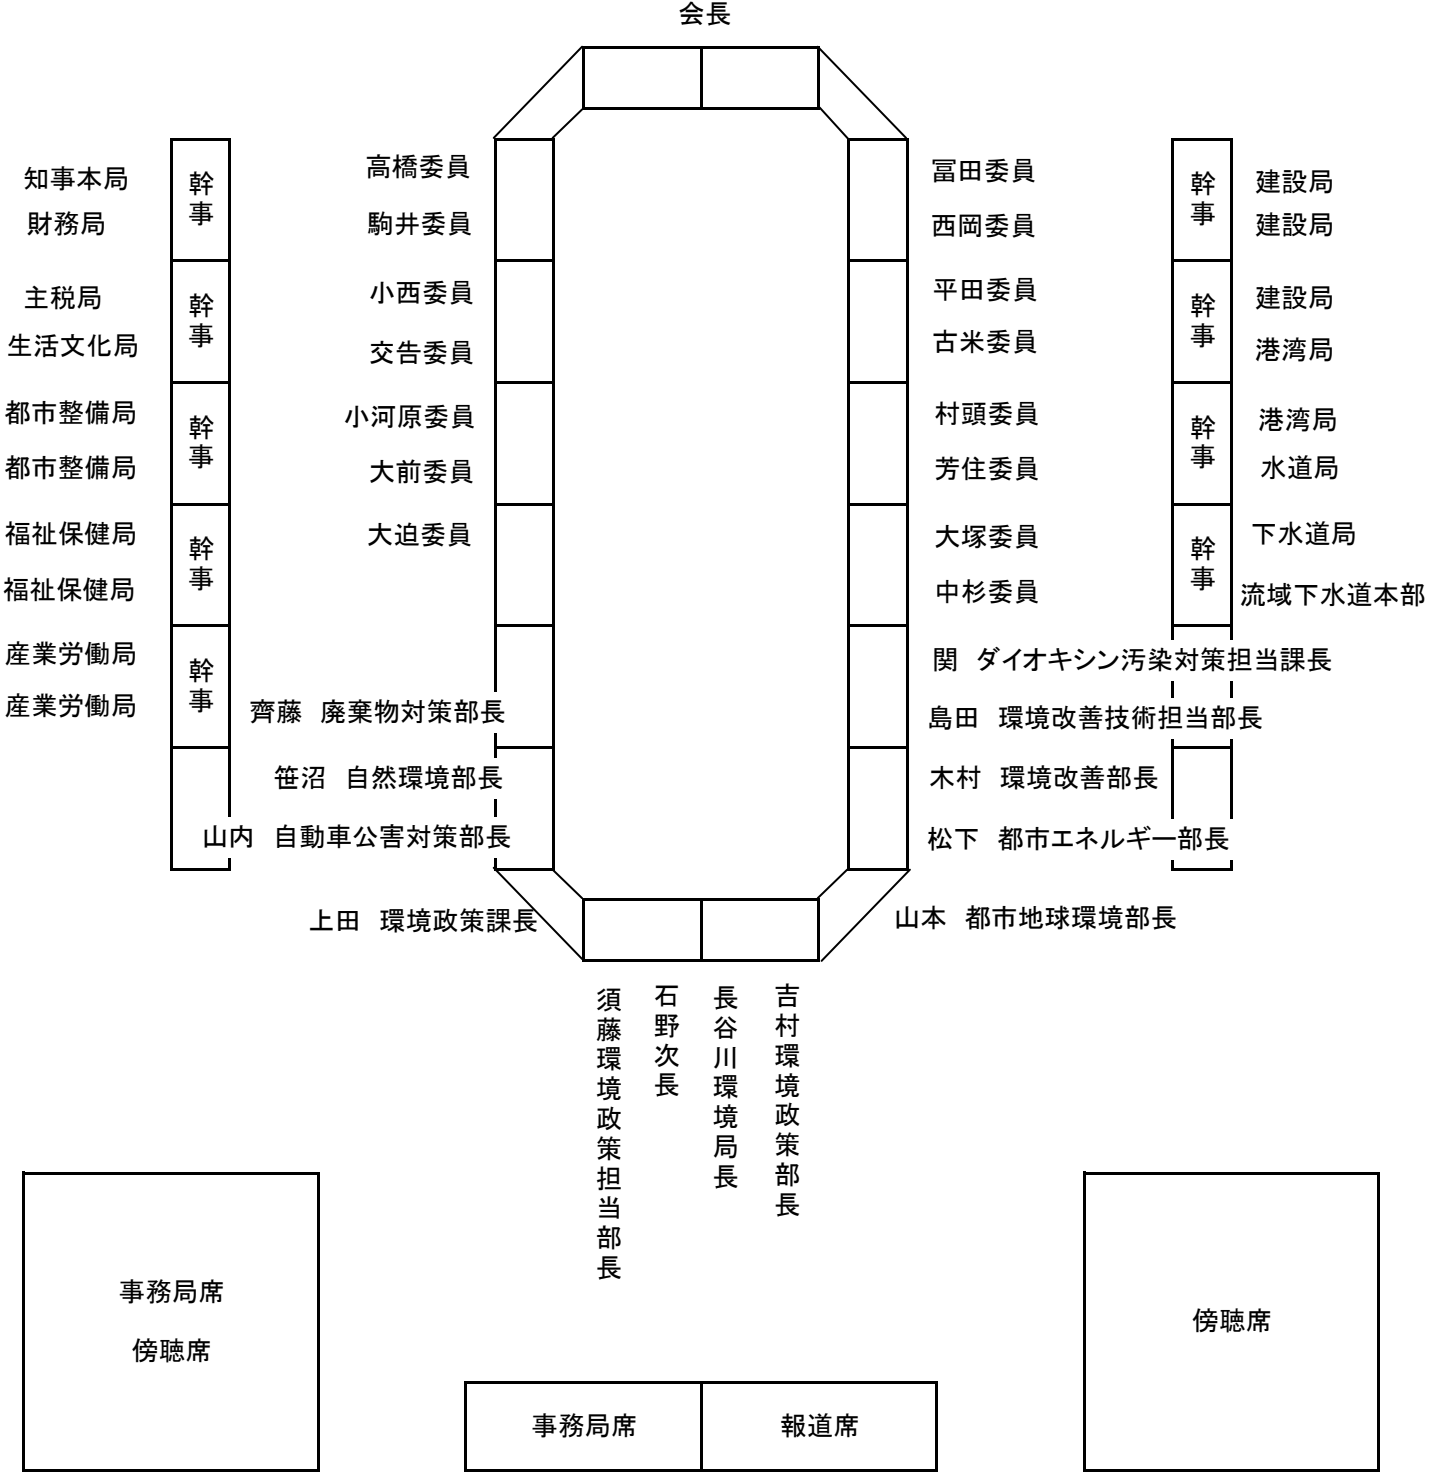 会長
知事本局
財務局
主税局
生活文化局
都市整備局
都市整備局
福祉保健局
福祉保健局
産業労働局
産業労働局
幹事
幹事
幹事
幹事
幹事
高橋委員
駒井委員
小西委員
交告委員
小河原委員
大前委員
大迫委員
齊藤 廃棄物対策部長
笹沼 自然環境部長
山内 自動車公害対策部長
上田 環境政策課長
冨田委員
西岡委員
平田委員
古米委員
村頭委員
芳住委員
大塚委員
中杉委員
関 ダイオキシン汚染対策担当課長
島田 環境改善技術担当部長
木村 環境改善部長
松下 都市エネルギー部長
山本 都市地球環境部長
幹事
幹事
幹事
幹事
建設局
建設局
建設局
港湾局
港湾局
水道局
下水道局
流域下水道本部
須藤環境政策担当部長
石野次長
長谷川環境局長
吉村環境政策部長
事務局席
傍聴席
事務局席
報道席
傍聴席